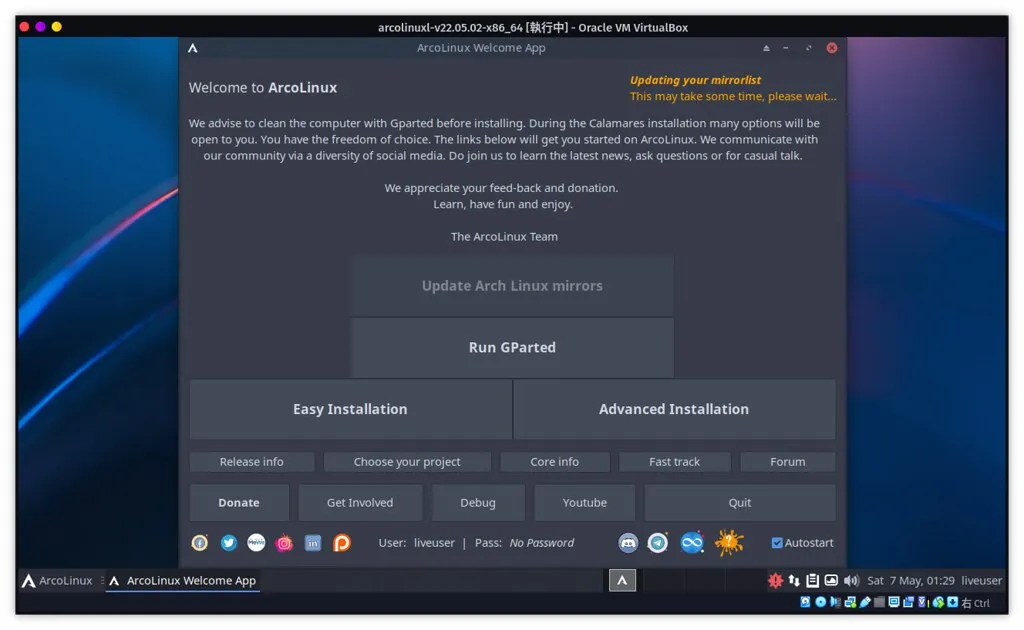 arcolinuxl-v22.05.02-x86_64 [執行中] - Oracle VM VirtualBox
ArcoLinux Welcome App
Welcome to ArcoLinux
Updating your mirrorlist
This may take some time, please wait...
We advise to clean the computer with Gparted before installing. During the Calamares installation many options will be
open to you. You have the freedom of choice. The links below will get you started on ArcoLinux. We communicate with
our community via a diversity of social media. Do join us to learn the latest news, ask questions or for casual talk.
We appreciate your feed-back and donation.
Learn, have fun and enjoy.
The ArcoLinux Team
Update Arch Linux mirrors
Run GParted
Easy Installation
Advanced Installation
Release info
Choose your project
Core info
Fast track
Forum
Donate
Get Involved
Debug
Youtube
Quit
MeWe
in
User: liveuser | Pass: No Password
Autostart
ArcoLinux
ArcoLinux Welcome App
Sat 7 May, 01:29 liveuser
右 Ctrl